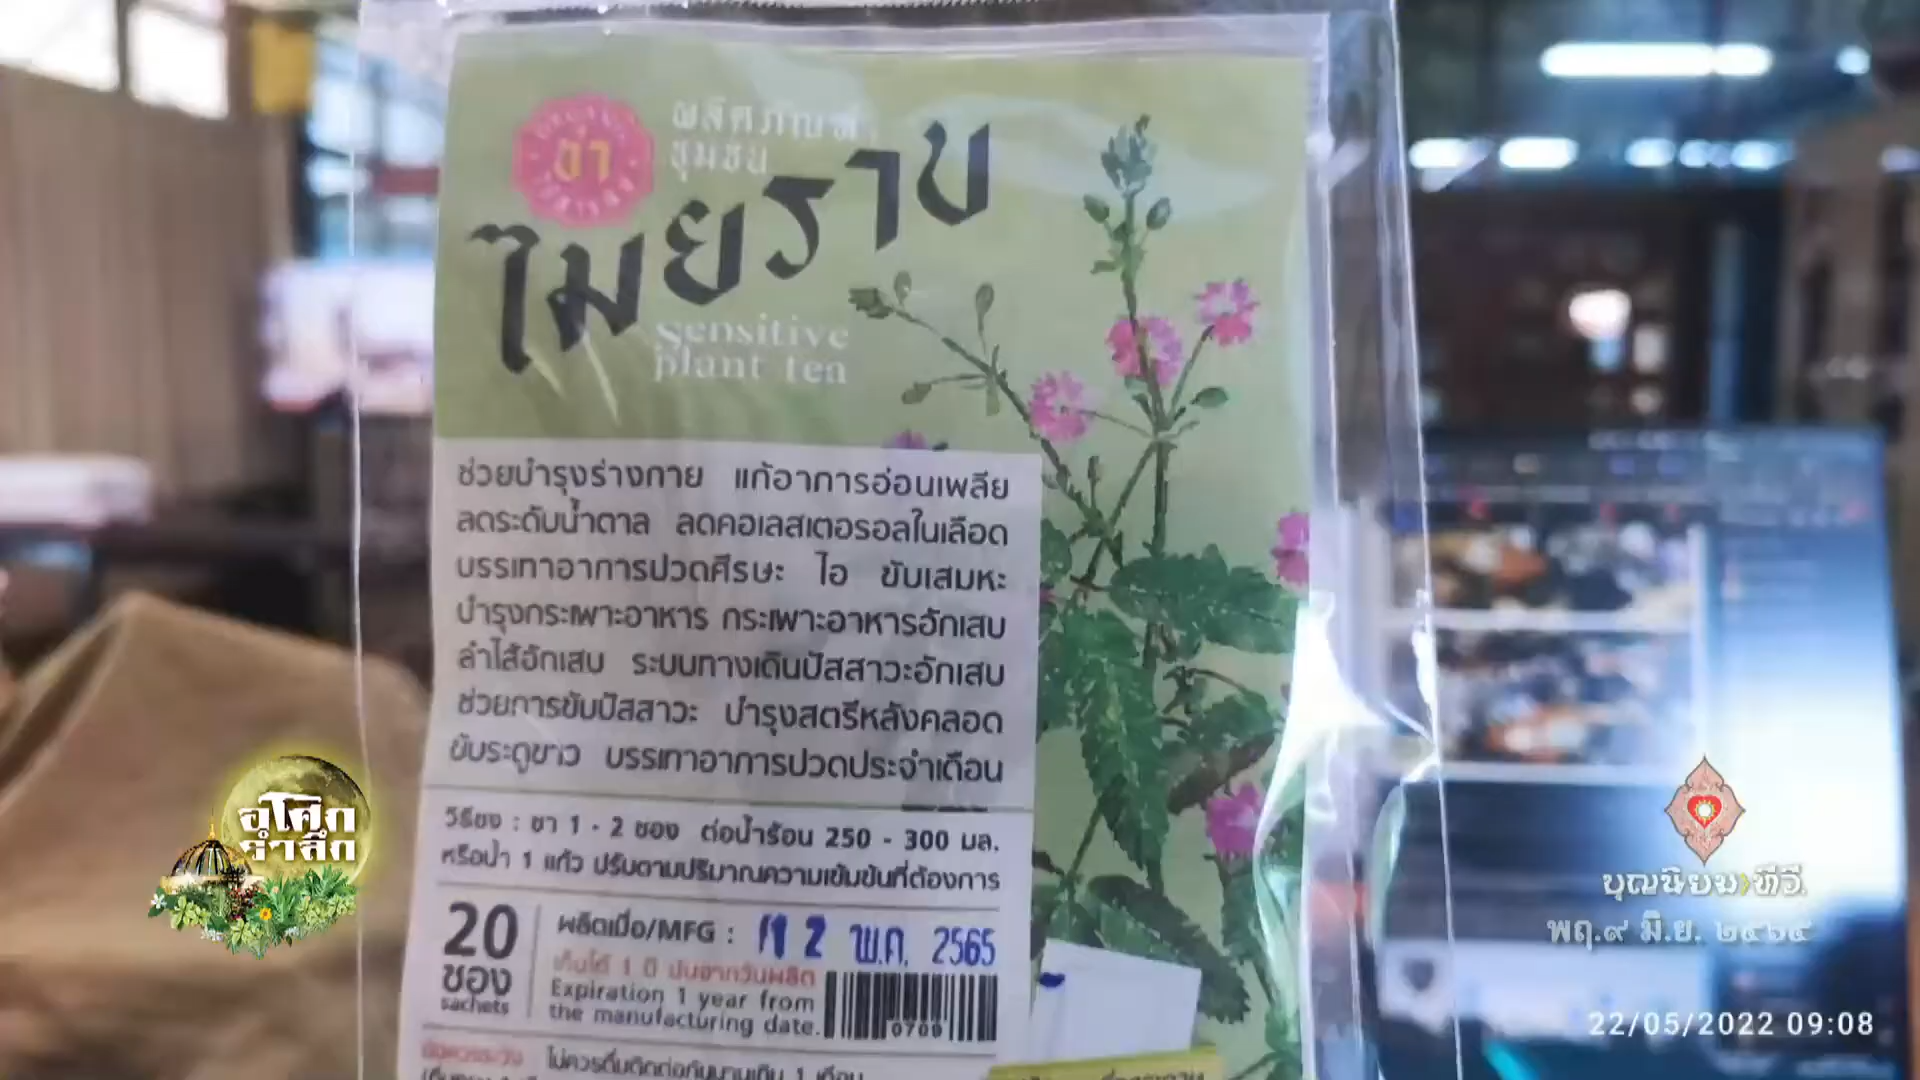 ชา
ผลิตภัณฑ์
ชุมชน
ไมยราบ
sensitive
plant tea
ช่วยบำรุงร่างกาย แก้อาการอ่อนเพลีย
ลดระดับน้ำตาล ลดคอเลสเตอรอลในเลือด
บรรเทาอาการปวดศีรษะ ไอ ขับเสมหะ
บำรุงกระเพาะอาหาร กระเพาะอาหารอักเสบ
ลำไส้อักเสบ ระบบทางเดินปัสสาวะอักเสบ
ช่วยการขับปัสสาวะ บำรุงสตรีหลังคลอด
ขับระดูขาว บรรเทาอาการปวดประจำเดือน
วิธีชง : ชา 1 - 2 ซอง ต่อน้ำร้อน 250 - 300 มล.
หรือน้ำ 1 แก้ว ปรับตามปริมาณความเข้มข้นที่ต้องการ
20
ซอง
sachets
ผลิตเมื่อ/MFG : 12 พ.ค. 2565
เก็บได้ 1 ปี นับจากวันผลิต
Expiration 1 year from
the manufacturing date.
0709
ข้อควรระวัง ไม่ควรดื่มติดต่อกันนานเกิน 1 เดือน
อโศก
รำลึก
บุญนิยมทีวี
พฤ.๙ มิ.ย. ๒๕๖๕
22/05/2022 09:08